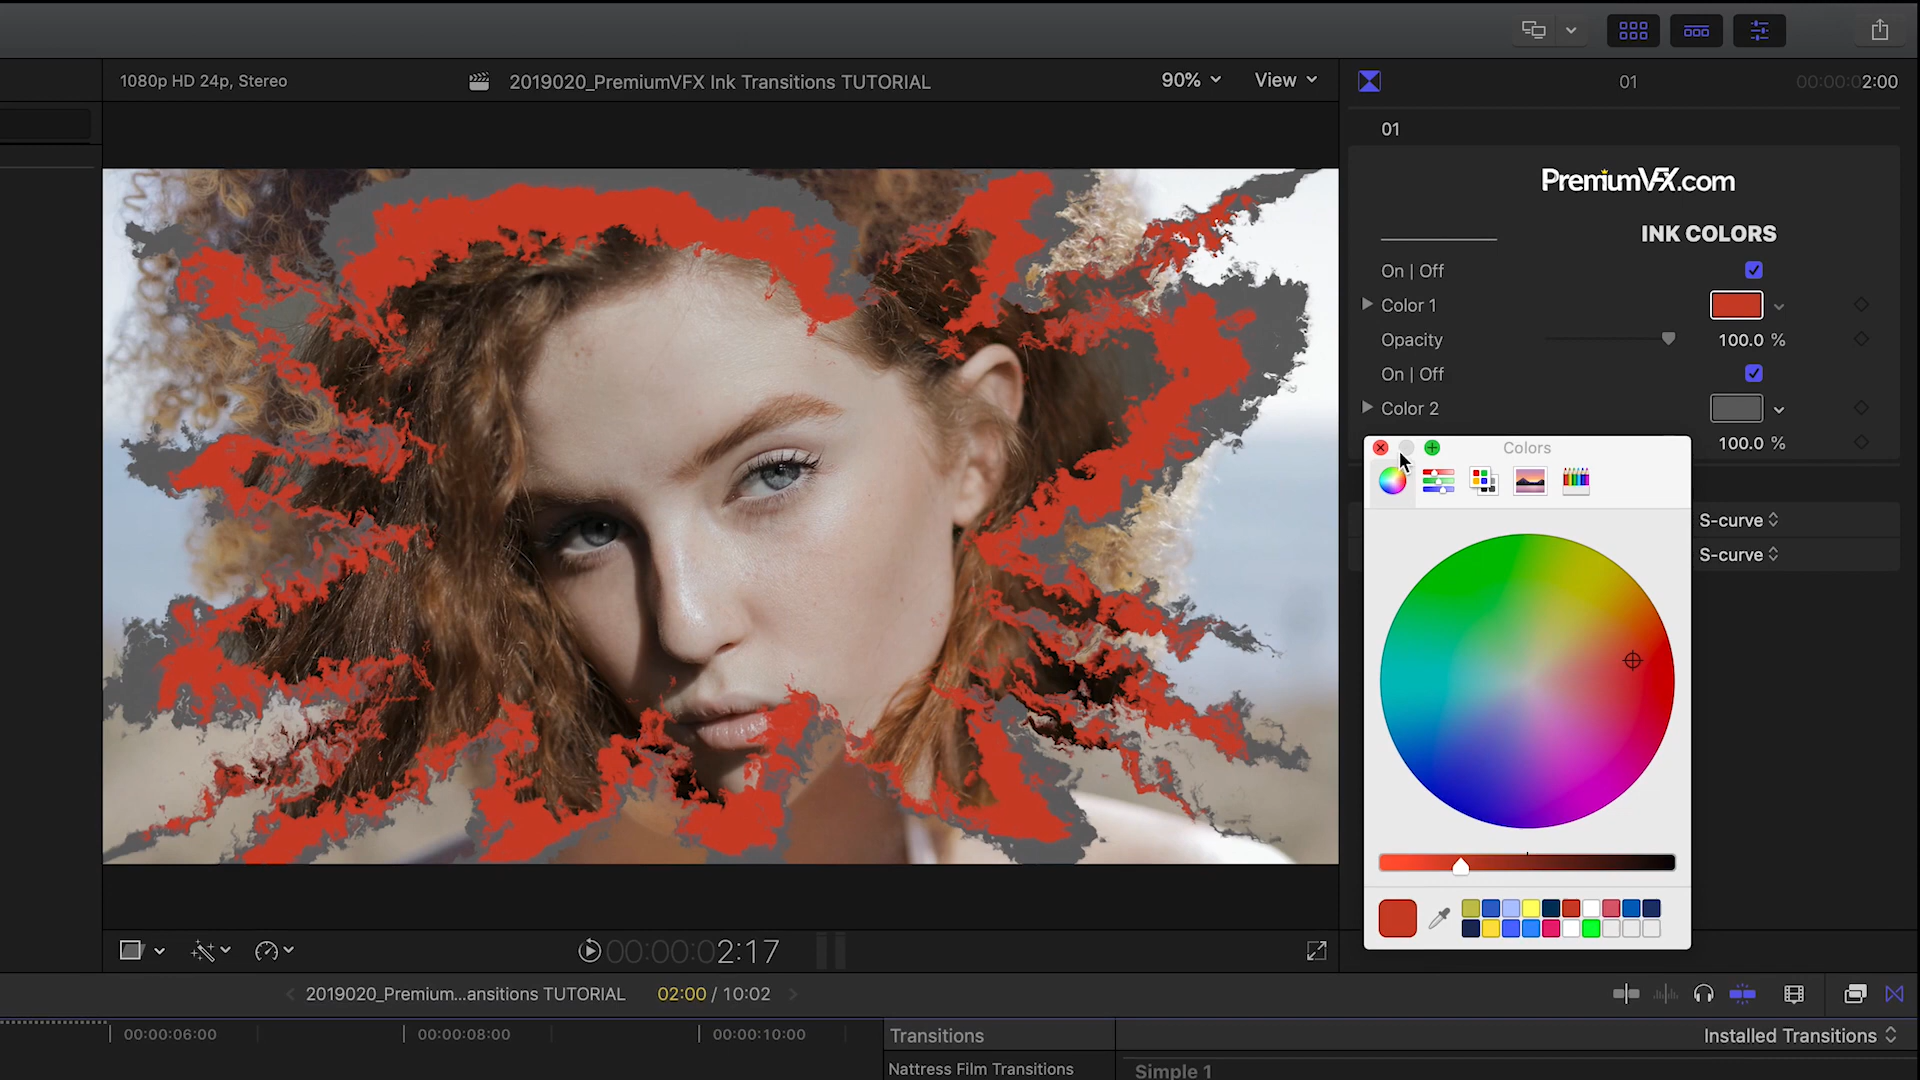 1080p HD 24p, Stereo
2019020_PremiumVFX Ink Transitions TUTORIAL
90%
View
01
00:00:02:00
01
PremiumVFX.com
INK COLORS
On | Off
Color 1
Opacity
100.0 %
On | Off
Color 2
100.0 %
Colors
S-curve
S-curve
00:00:02:17
2019020_Premium...ansitions TUTORIAL
02:00 / 10:02
00:00:06:00
00:00:08:00
00:00:10:00
Transitions
Installed Transitions
Nattress Film Transitions
Simple 1